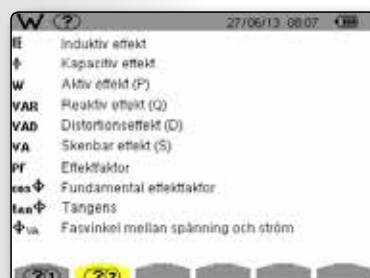 W ? 27/06/13 08:07
Induktiv effekt
Kapazitiv effekt
W Aktiv effekt (P)
VAR Reaktiv effekt (Q)
VAD Distortionseffekt (D)
VA Skenbar effekt (S)
PF Effektfaktor
cos Φ Fundamental effektfaktor
tan Φ Tangens
ΦVA Fasvinkel mellan spänning och ström
?1 ?2